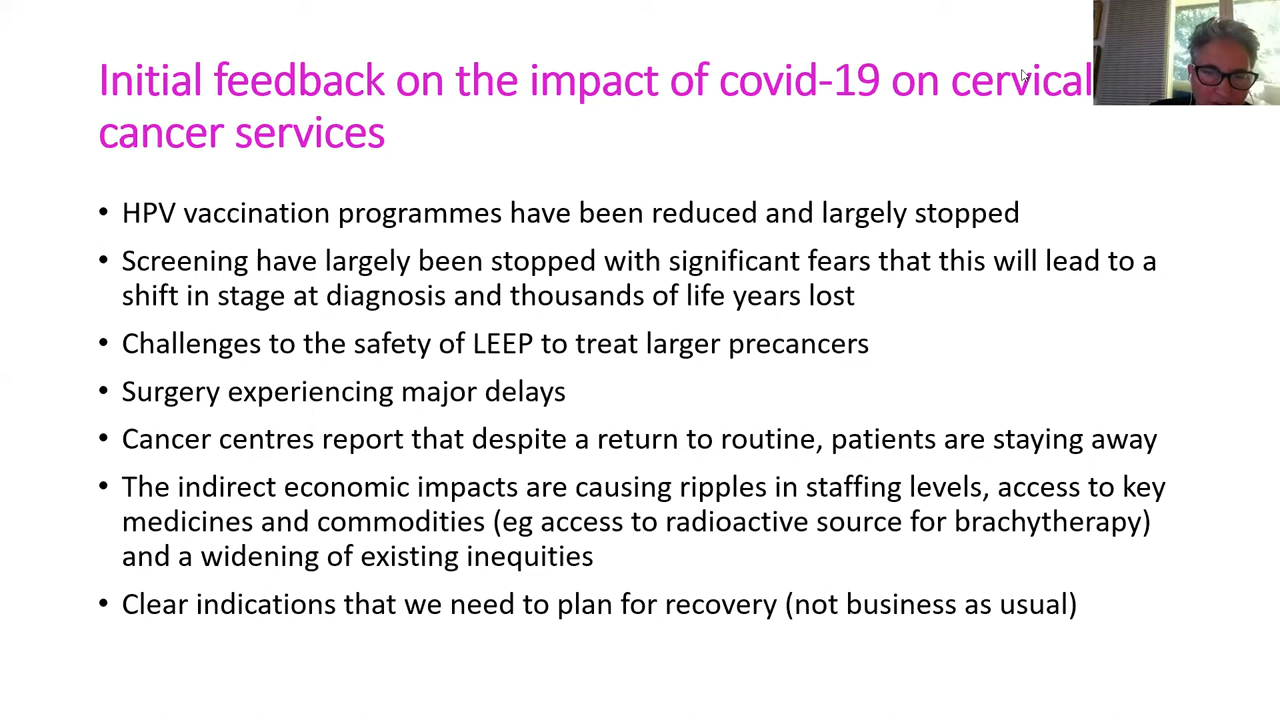 Initial feedback on the impact of covid-19 on cervical
cancer services
• HPV vaccination programmes have been reduced and largely stopped
• Screening have largely been stopped with significant fears that this will lead to a
shift in stage at diagnosis and thousands of life years lost
• Challenges to the safety of LEEP to treat larger precancers
• Surgery experiencing major delays
• Cancer centres report that despite a return to routine, patients are staying away
• The indirect economic impacts are causing ripples in staffing levels, access to key
medicines and commodities (eg access to radioactive source for brachytherapy)
and a widening of existing inequities
• Clear indications that we need to plan for recovery (not business as usual)